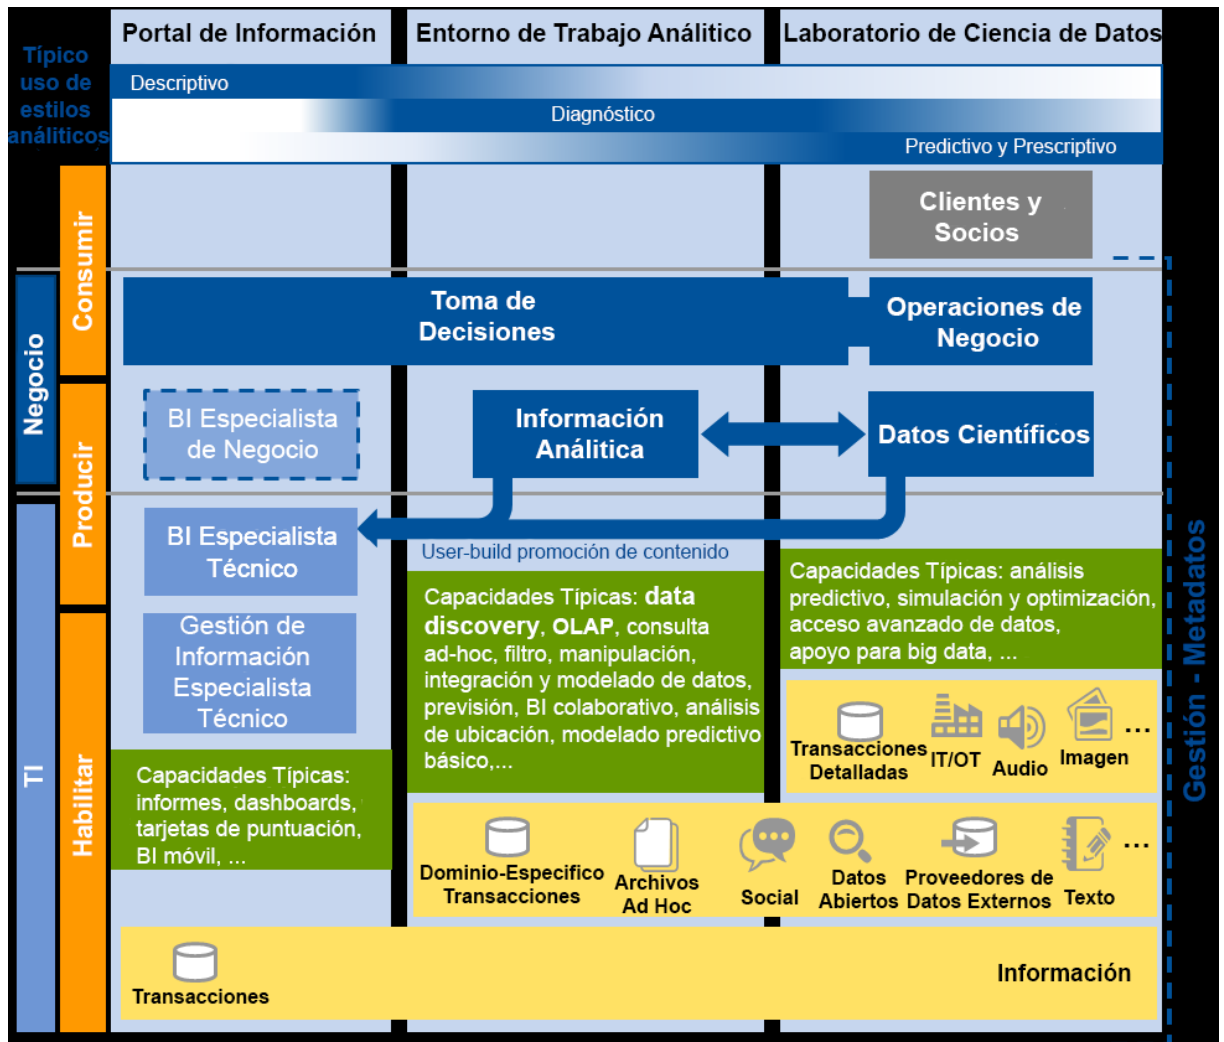 Típico
uso de
estilos
análiticos
Portal de Información
Entorno de Trabajo Análitico
Laboratorio de Ciencia de Datos
Descriptivo
Diagnóstico
Predictivo y Prescriptivo
Consumir
Clientes y
Socios
Negocio
Toma de
Decisiones
Operaciones de
Negocio
Producir
BI Especialista
de Negocio
Información
Análitica
Datos Científicos
BI Especialista
Técnico
User-build promoción de contenido
TI
Habilitar
Gestión de
Información
Especialista
Técnico
Capacidades Típicas:
informes, dashboards,
tarjetas de puntuación,
BI móvil, ...
Capacidades Típicas: data
discovery, OLAP, consulta
ad-hoc, filtro, manipulación,
integración y modelado de datos,
previsión, BI colaborativo, análisis
de ubicación, modelado predictivo
básico,...
Capacidades Típicas: análisis
predictivo, simulación y optimización,
acceso avanzado de datos,
apoyo para big data, ...
Transacciones
Detalladas
IT/OT
Audio
Imagen
...
Dominio-Especifico
Transacciones
Archivos
Ad Hoc
Social
Datos
Abiertos
Proveedores de
Datos Externos
Texto
...
Transacciones
Información
Gestión - Metadatos